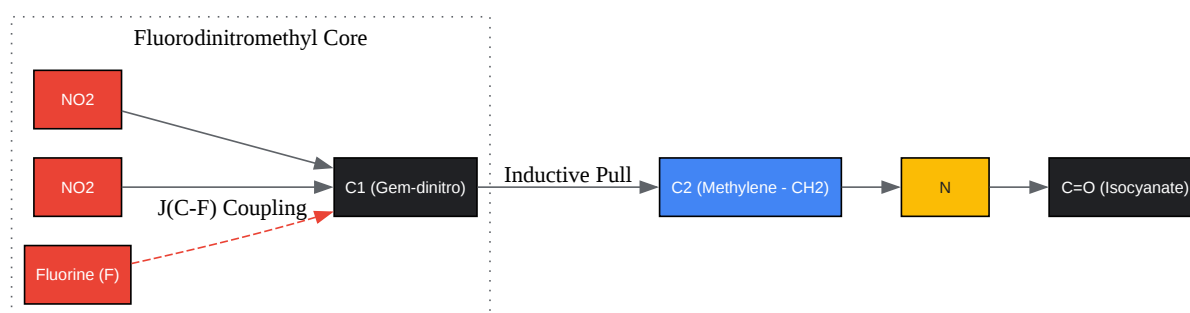 Fluorodinitromethyl Core
NO2
NO2
J(C-F) Coupling
Fluorine (F)
C1 (Gem-dinitro)
Inductive Pull
C2 (Methylene - CH2)
N
C=O (Isocyanate)